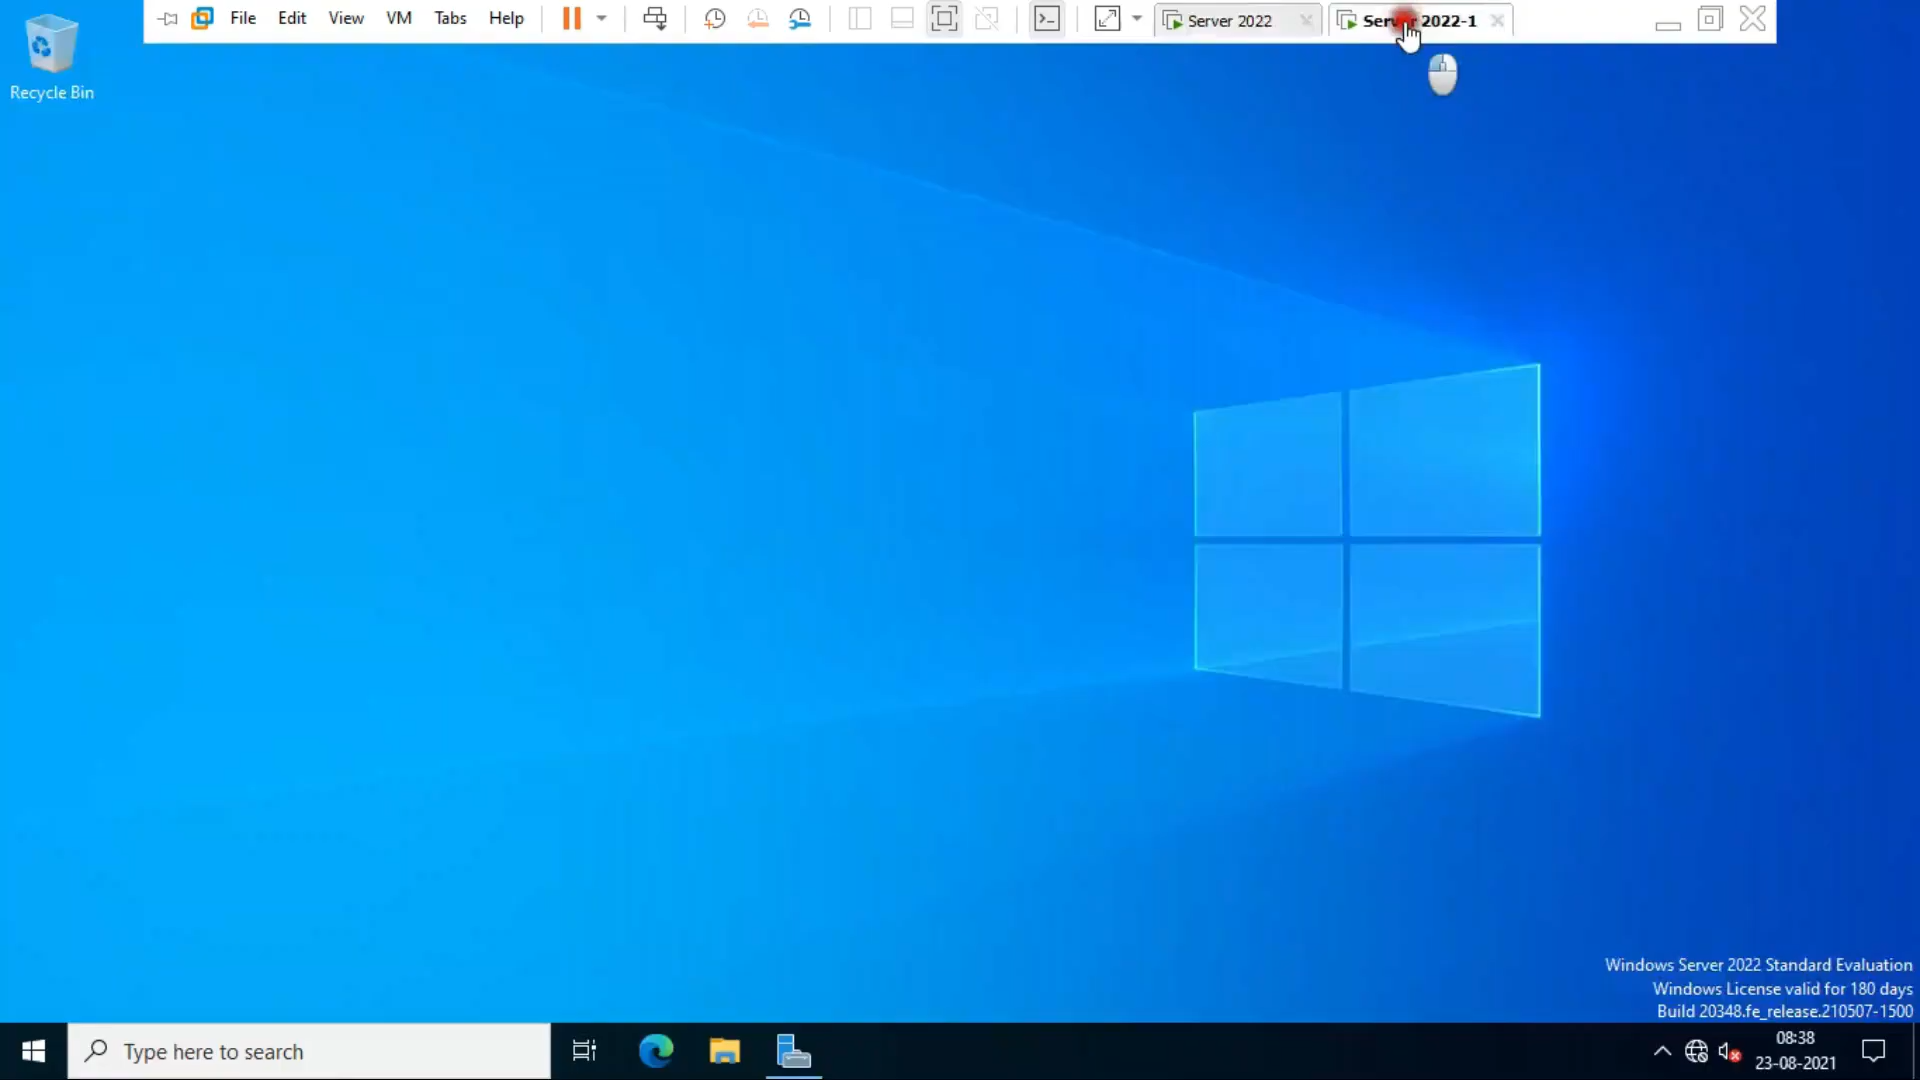 File Edit View VM Tabs Help
Server 2022
Server 2022-1
Recycle Bin
Windows Server 2022 Standard Evaluation
Windows License valid for 180 days
Build 20348.fe_release.210507-1500
Type here to search
08:38
23-08-2021